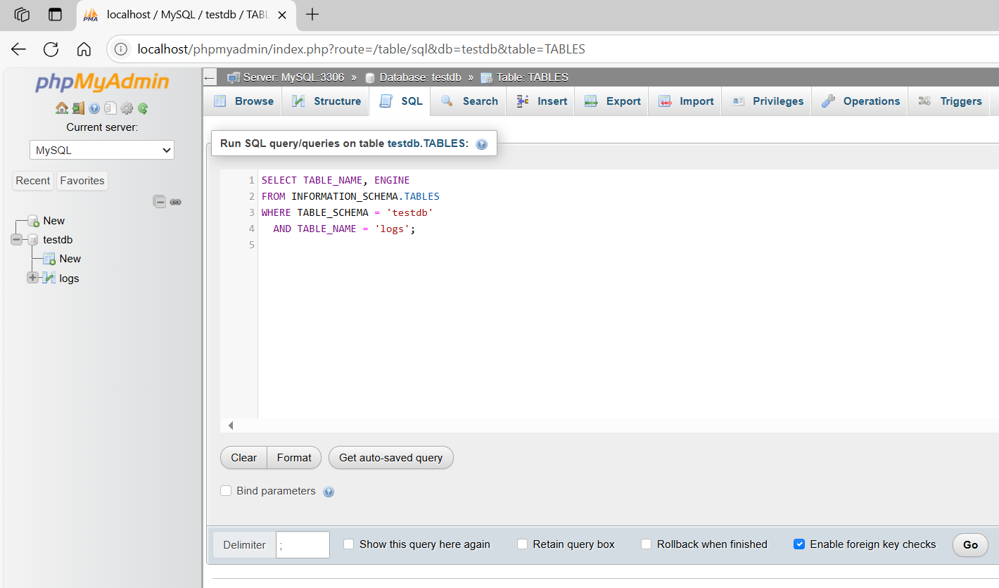 localhost / MySQL / testdb / TABL
localhost/phpmyadmin/index.php?route=/table/sql&db=testdb&table=TABLES
phpMyAdmin
Current server:
MySQL
Recent Favorites
New
testdb
New
logs
Server: MySQL:3306 » Database: testdb » Table: TABLES
Browse Structure SQL Search Insert Export Import Privileges Operations Triggers
Run SQL query/queries on table testdb.TABLES:
1 SELECT TABLE_NAME, ENGINE
2 FROM INFORMATION_SCHEMA.TABLES
3 WHERE TABLE_SCHEMA = 'testdb'
4 AND TABLE_NAME = 'logs';
5
Clear Format Get auto-saved query
Bind parameters
Delimiter ; Show this query here again Retain query box Rollback when finished Enable foreign key checks Go